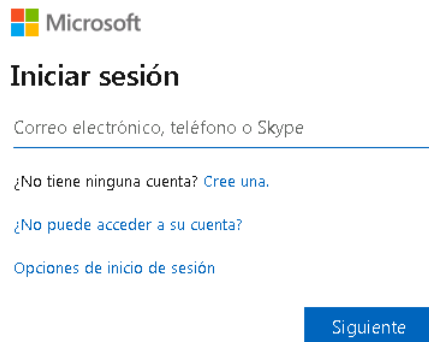 Microsoft
Iniciar sesión
Correo electrónico, teléfono o Skype
¿No tiene ninguna cuenta? Cree una.
¿No puede acceder a su cuenta?
Opciones de inicio de sesión
Siguiente